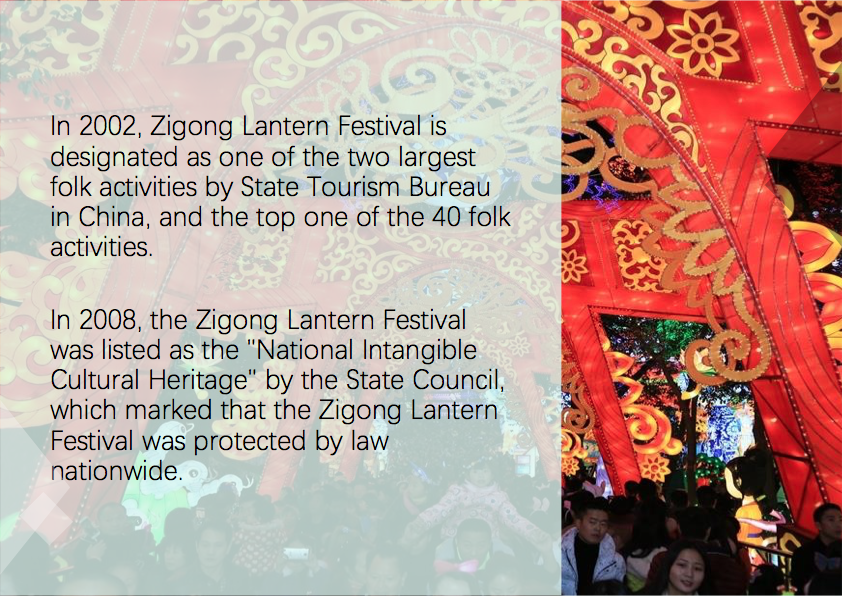 In 2002, Zigong Lantern Festival is
designated as one of the two largest
folk activities by State Tourism Bureau
in China, and the top one of the 40 folk
activities.
In 2008, the Zigong Lantern Festival
was listed as the "National Intangible
Cultural Heritage" by the State Council,
which marked that the Zigong Lantern
Festival was protected by law
nationwide.